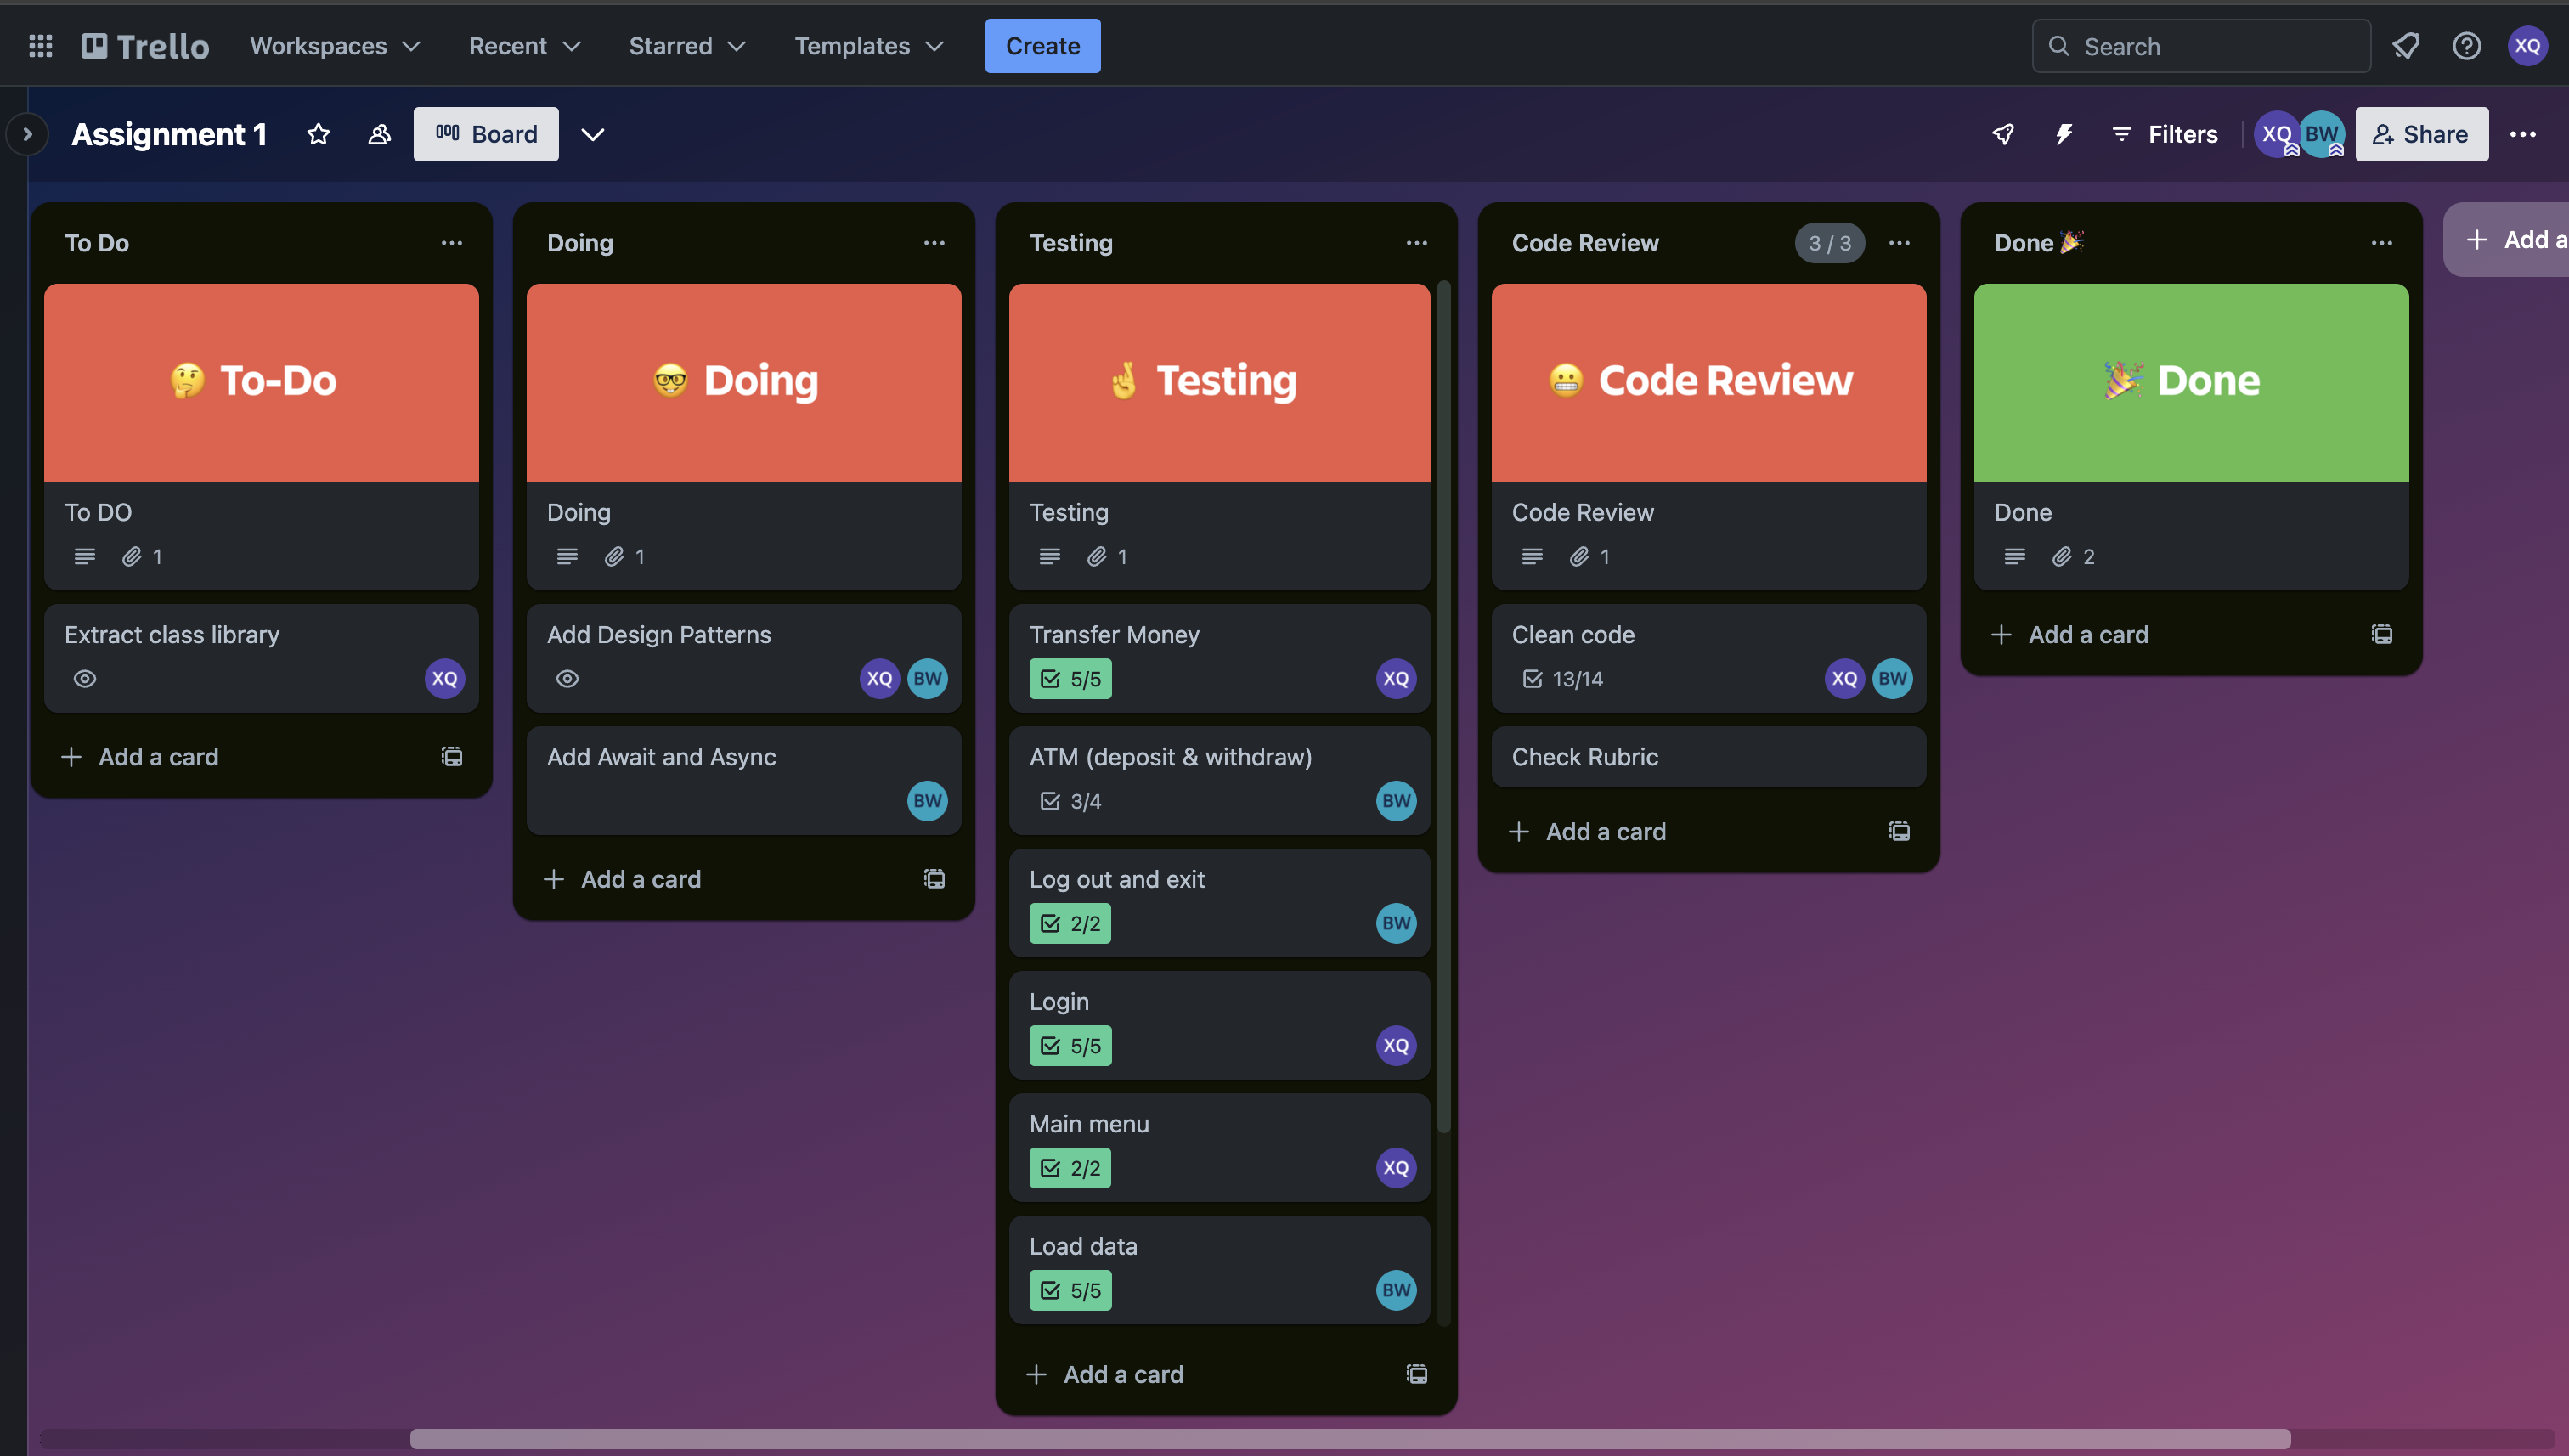 Trello Workspaces Recent Starred Templates Create Search XQ
Assignment 1 Board Filters XQ BW Share
To Do
To-Do
To DO
1
Extract class library
XQ
Add a card
Doing
Doing
Doing
1
Add Design Patterns
XQ BW
Add Await and Async
BW
Add a card
Testing
Testing
Testing
1
Transfer Money
5/5 XQ
ATM (deposit & withdraw)
3/4 BW
Log out and exit
2/2 BW
Login
5/5 XQ
Main menu
2/2 XQ
Load data
5/5 BW
Add a card
Code Review 3 / 3
Code Review
Code Review
1
Clean code
13/14 XQ BW
Check Rubric
Add a card
Done 🎉
Done
Done
2
Add a card
Add a